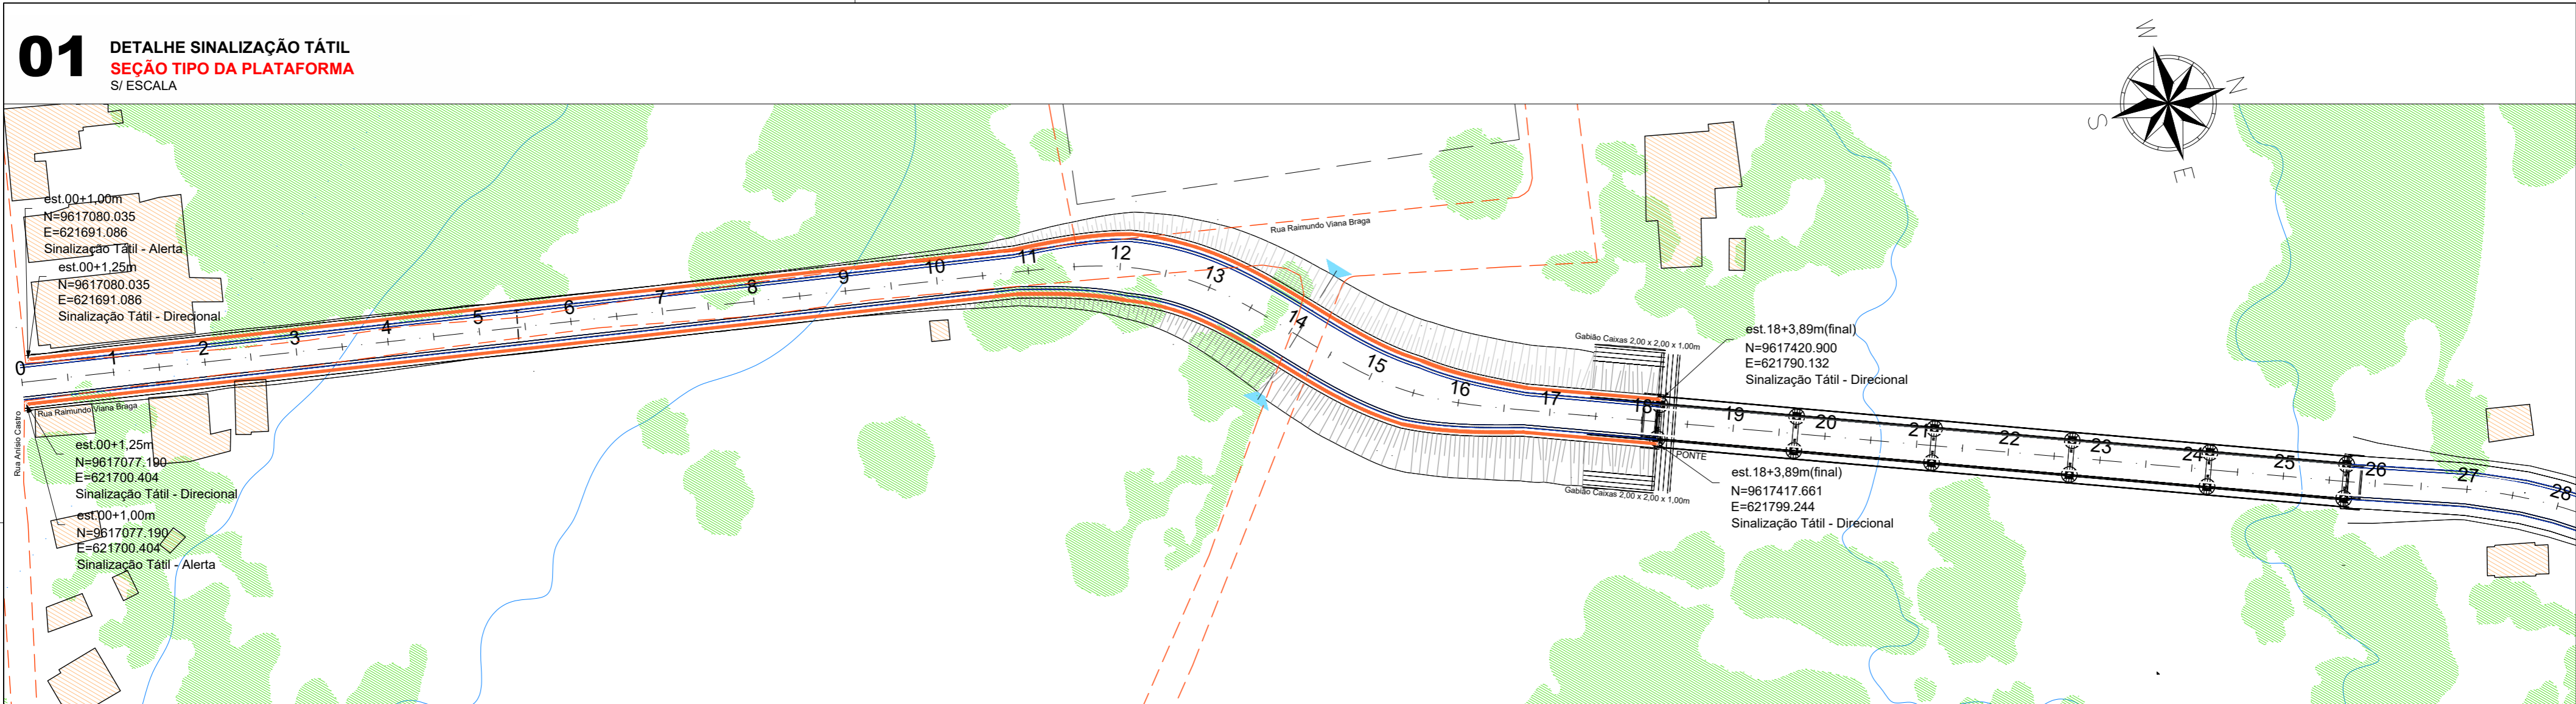 01
DETALHE SINALIZAÇÃO TÁTIL
SEÇÃO TIPO DA PLATAFORMA
S/ ESCALA
W
N
S
E
est.00+1,00m
N=9617080.035
E=621691.086
Sinalização Tátil - Alerta
est.00+1,25m
N=9617080.035
E=621691.086
Sinalização Tátil - Direcional
Rua Raimundo Viana Braga
0
1
2
3
4
5
6
7
8
9
10
11
12
13
14
15
16
17
18
19
20
21
22
23
24
25
26
27
28
Gabião Caixas 2,00 x 2,00 x 1,00m
est.18+3,89m(final)
N=9617420.900
E=621790.132
Sinalização Tátil - Direcional
Rua Raimundo Viana Braga
Rua Anísio Castro
est.00+1,25m
N=9617077.190
E=621700.404
Sinalização Tátil - Direcional
est.00+1,00m
N=9617077.190
E=621700.404
Sinalização Tátil - Alerta
PONTE
Gabião Caixas 2,00 x 2,00 x 1,00m
est.18+3,89m(final)
N=9617417.661
E=621799.244
Sinalização Tátil - Direcional